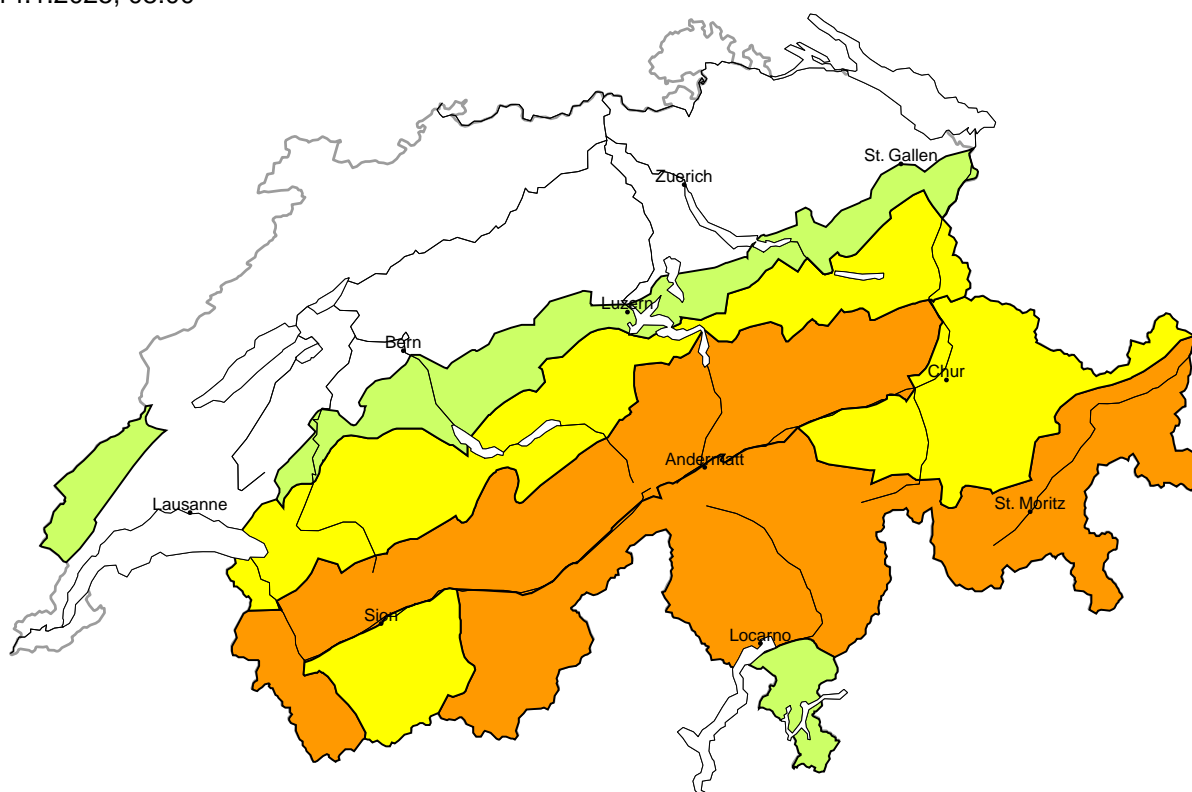 St. Gallen
Zuerich
Luzern
Bern
Chur
Andermatt
St. Moritz
Lausanne
Sion
Locarno